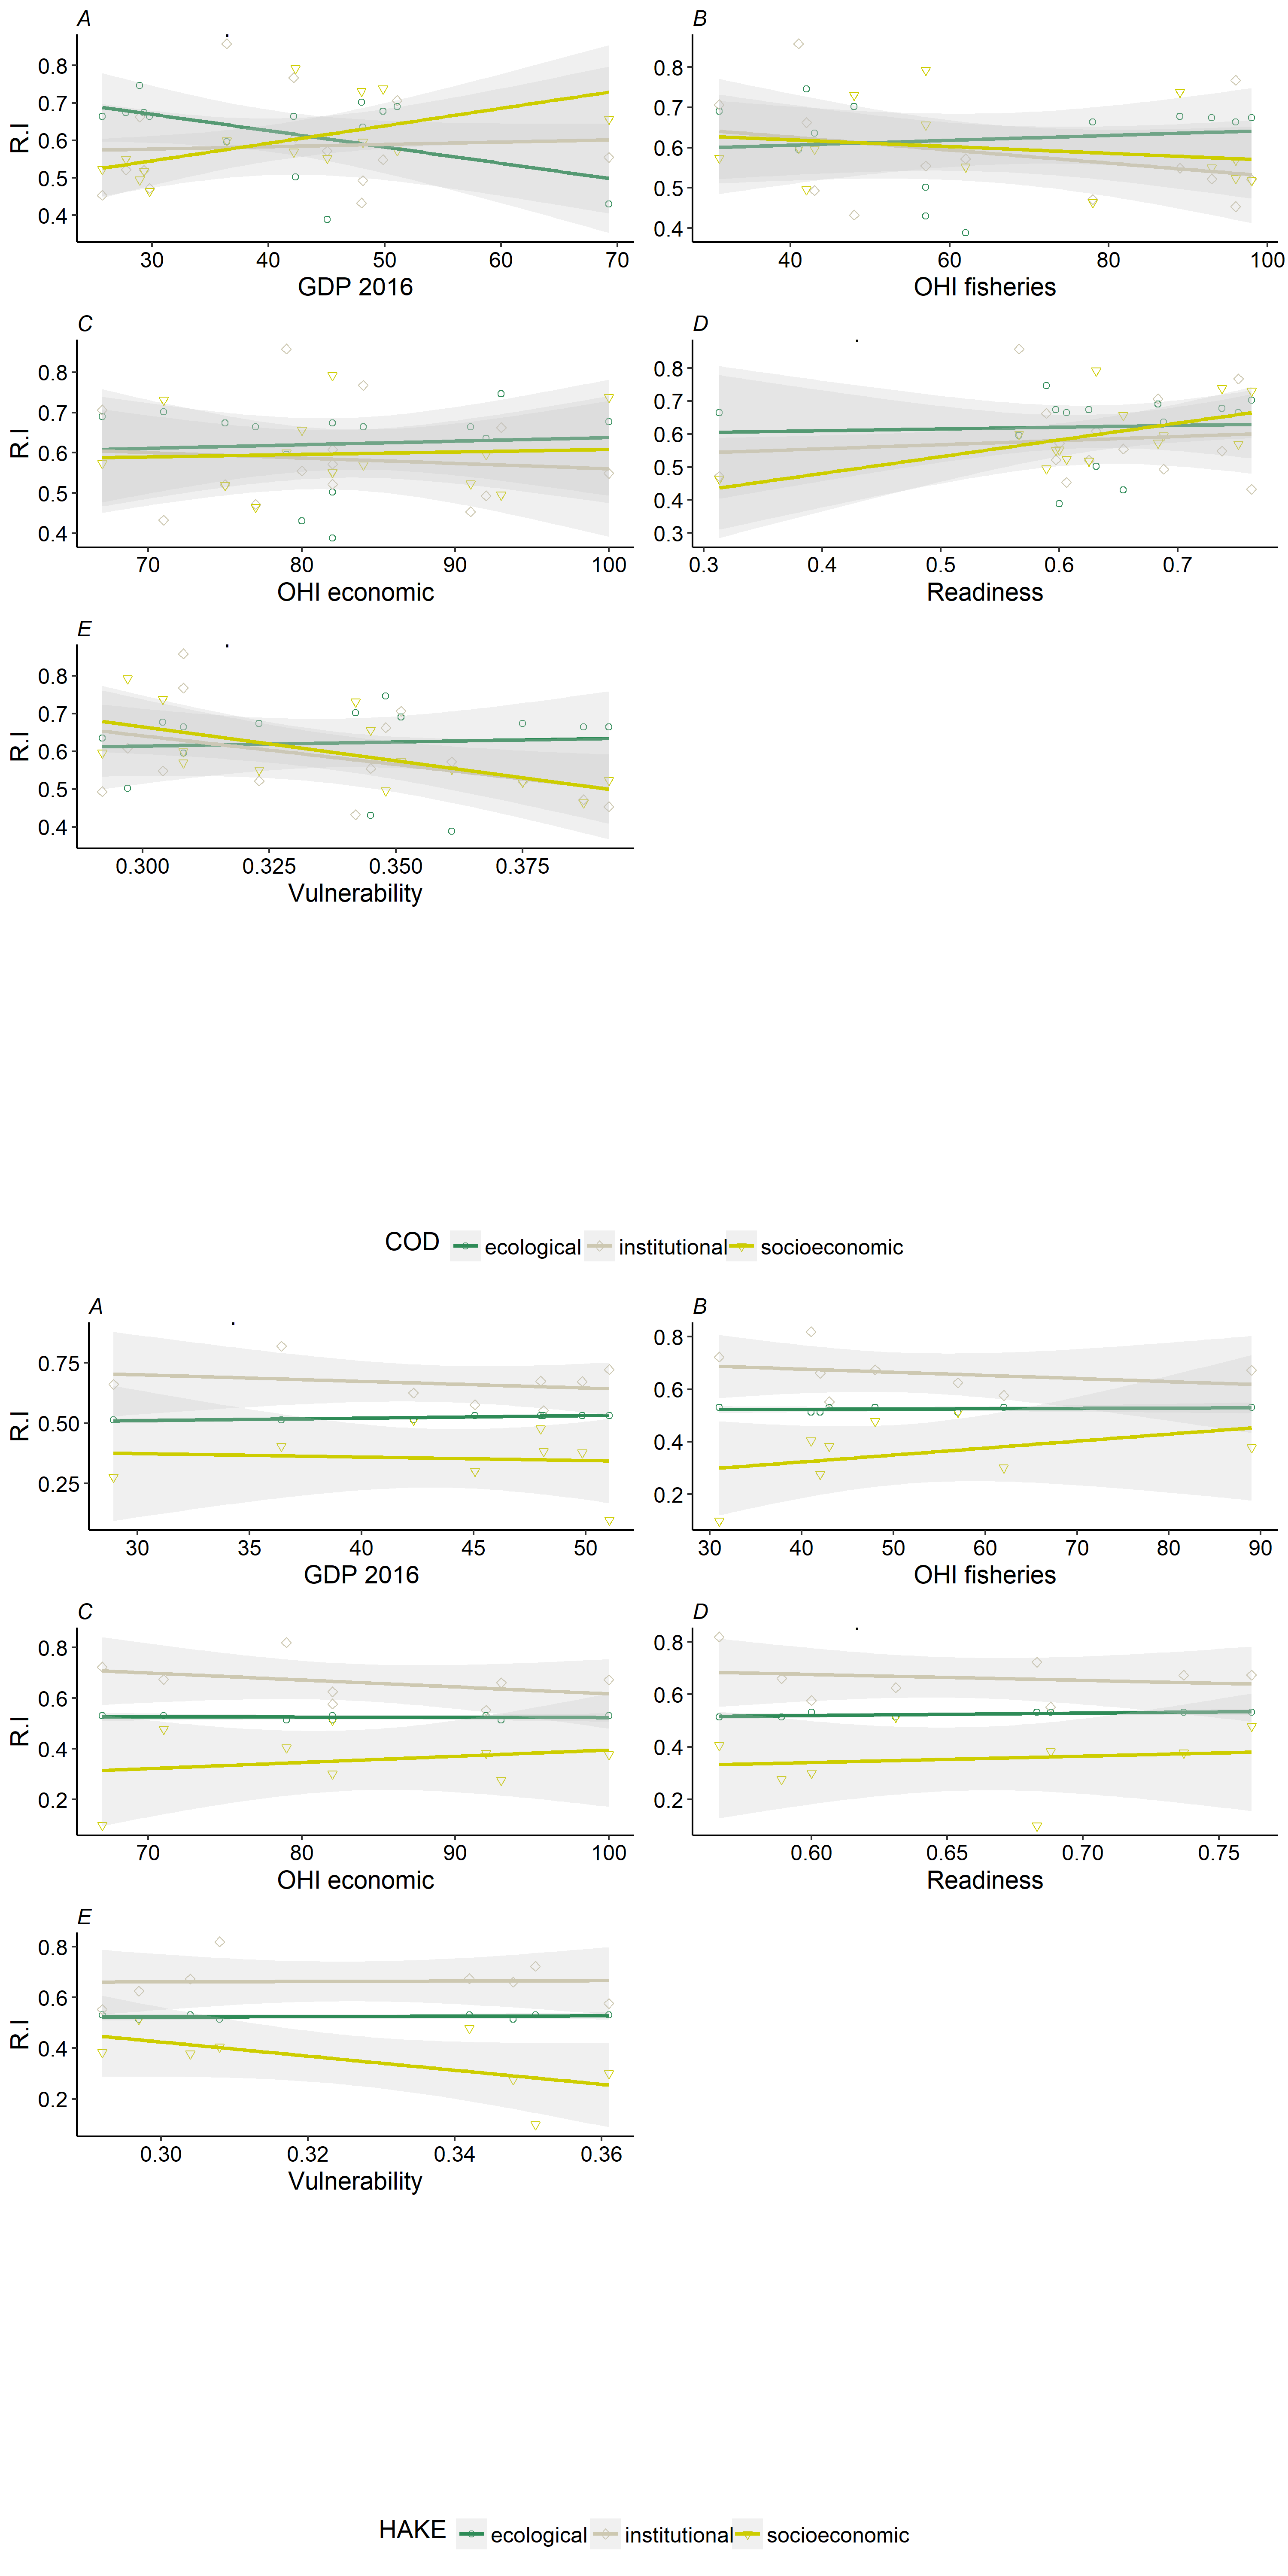 A
R.I
0.8
0.7
0.6
0.5
0.4
30 40 50 60 70
GDP 2016
B
0.8
0.7
0.6
0.5
0.4
40 60 80 100
OHI fisheries
C
R.I
0.8
0.7
0.6
0.5
0.4
70 80 90 100
OHI economic
D
0.8
0.7
0.6
0.5
0.4
0.3
0.3 0.4 0.5 0.6 0.7
Readiness
E
R.I
0.8
0.7
0.6
0.5
0.4
0.300 0.325 0.350 0.375
Vulnerability
COD ecological institutional socioeconomic
A
R.I
0.75
0.50
0.25
30 35 40 45 50
GDP 2016
B
0.8
0.6
0.4
0.2
30 40 50 60 70 80 90
OHI fisheries
C
R.I
0.8
0.6
0.4
0.2
70 80 90 100
OHI economic
D
0.8
0.6
0.4
0.2
0.60 0.65 0.70 0.75
Readiness
E
R.I
0.8
0.6
0.4
0.2
0.30 0.32 0.34 0.36
Vulnerability
HAKE ecological institutional socioeconomic